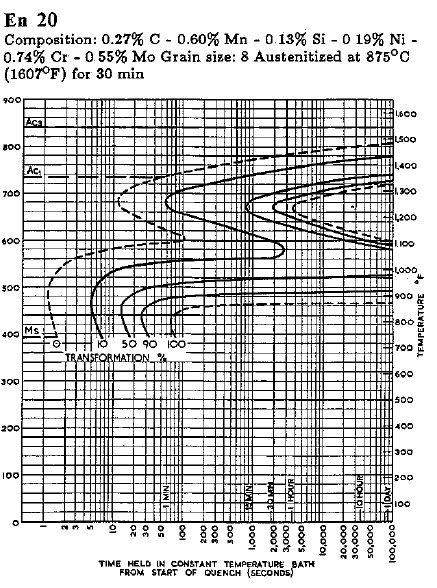 En 20
Composition: 0.27% C - 0.60% Mn - 0.13% Si - 0 19% Ni -
0.74% Cr - 0 55% Mo Grain size: 8 Austenitized at 875°C
(1607°F) for 30 min
900
800
700
600
500
400
300
200
100
0
Ac3
Ac1
Ms
0 10 50 90 100
TRANSFORMATION %
1,600
1,500
1,400
1,300
1,200
1,100
1,000
900
800
700
600
500
400
300
200
100
TEMPERATURE °F
1 MIN
15 MIN
30 MIN
1 HOUR
10 HOUR
1 DAY
1 2 3 5 10 20 30 50 100 200 300 500 1,000 2,000 3,000 5,000 10,000 20,000 30,000 50,000 100,000
TIME HELD IN CONSTANT TEMPERATURE BATH
FROM START OF QUENCH (SECONDS)